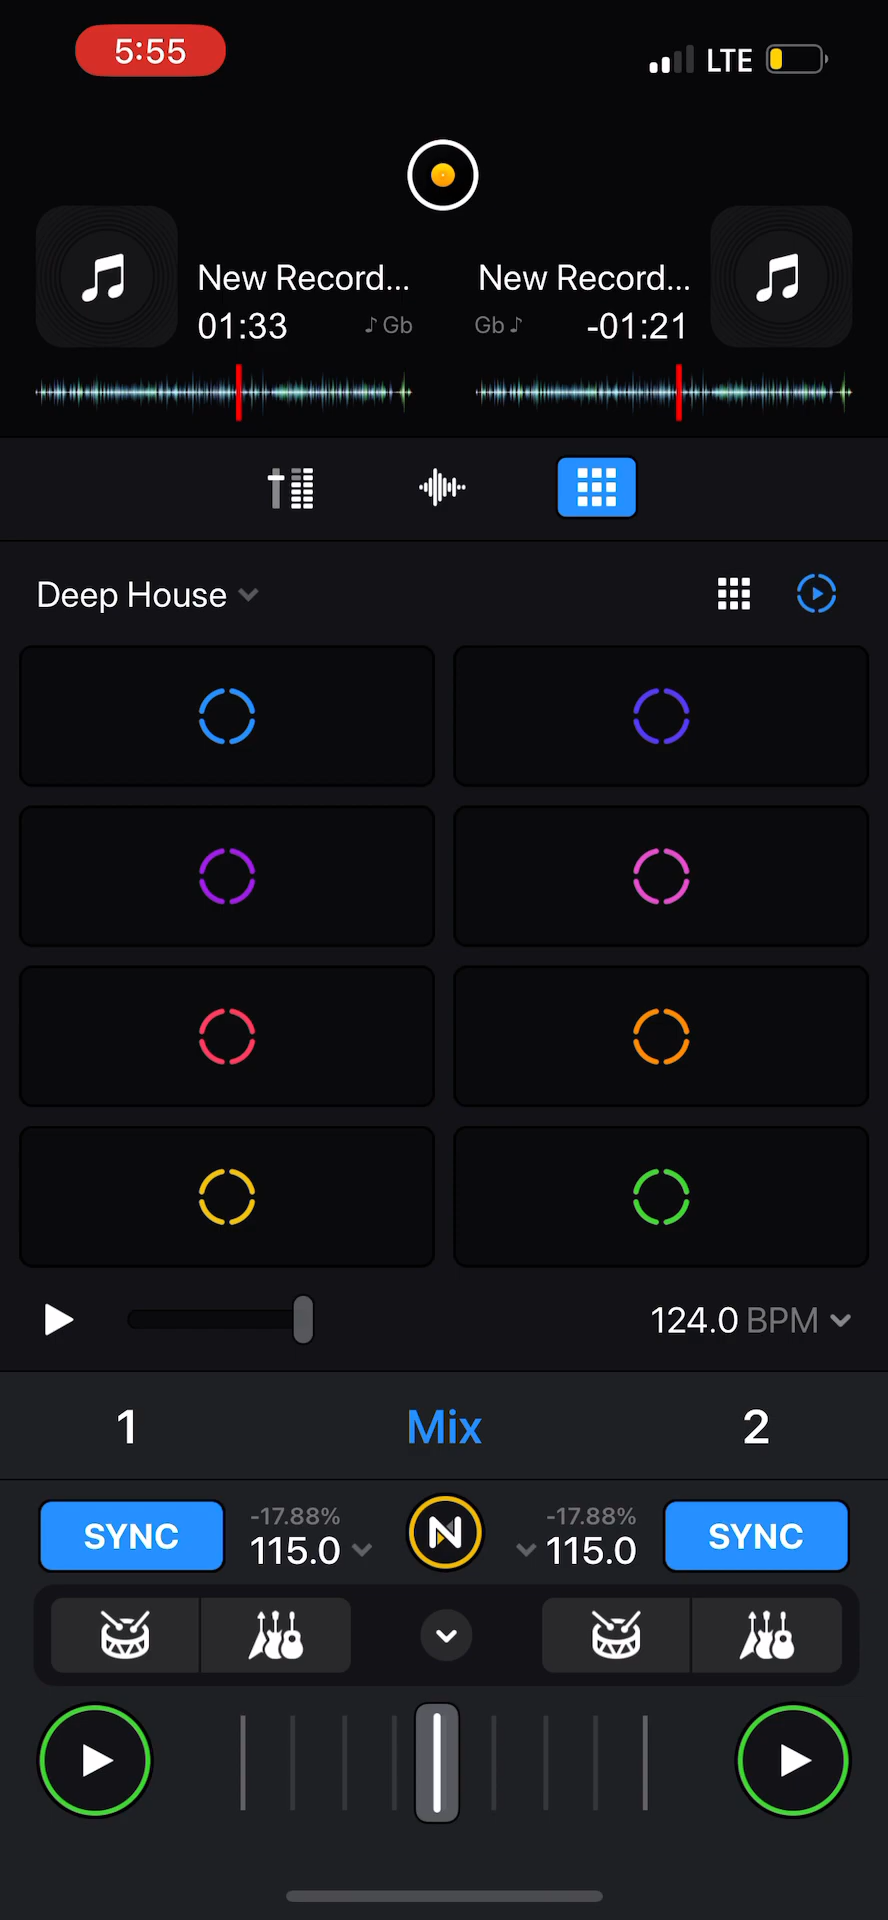 5:55
LTE
New Record... New Record...
01:33 ♪ Gb Gb ♪ -01:21
Deep House
124.0 BPM
1 Mix 2
-17.88% -17.88%
SYNC 115.0 N 115.0 SYNC